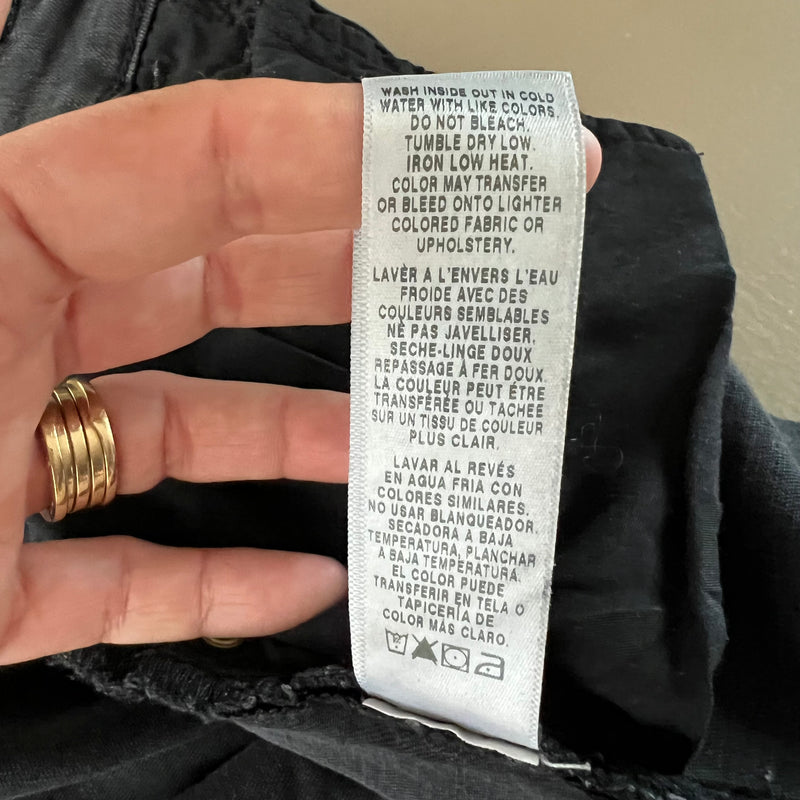 WASH INSIDE OUT IN COLD
WATER WITH LIKE COLORS.
DO NOT BLEACH.
TUMBLE DRY LOW.
IRON LOW HEAT.
COLOR MAY TRANSFER
OR BLEED ONTO LIGHTER
COLORED FABRIC OR
UPHOLSTERY.
LAVÈR A L'ENVERS L'EAU
FROIDE AVEC DES
COULEURS SEMBLABLES
NÈ PAS JAVELLISER.
SECHE-LINGE DOUX
REPASSAGE À FER DOUX.
LA COULEUR PEUT ÉTRE
TRANSFÉRÉE OU TACHEE
SUR UN TISSU DE COULEUR
PLUS CLAIR.
LAVAR AL REVÉS
EN AQUA FRIA CON
COLORES SIMILARES.
NO USAR BLANQUEADOR.
SECADORA A BAJA
TEMPERATURA, PLANCHAR
A BAJA TEMPERATURA.
EL COLOR PUEDE
TRANSFERIR EN TELA O
TAPICERÍA DE
COLOR MÁS CLARO.